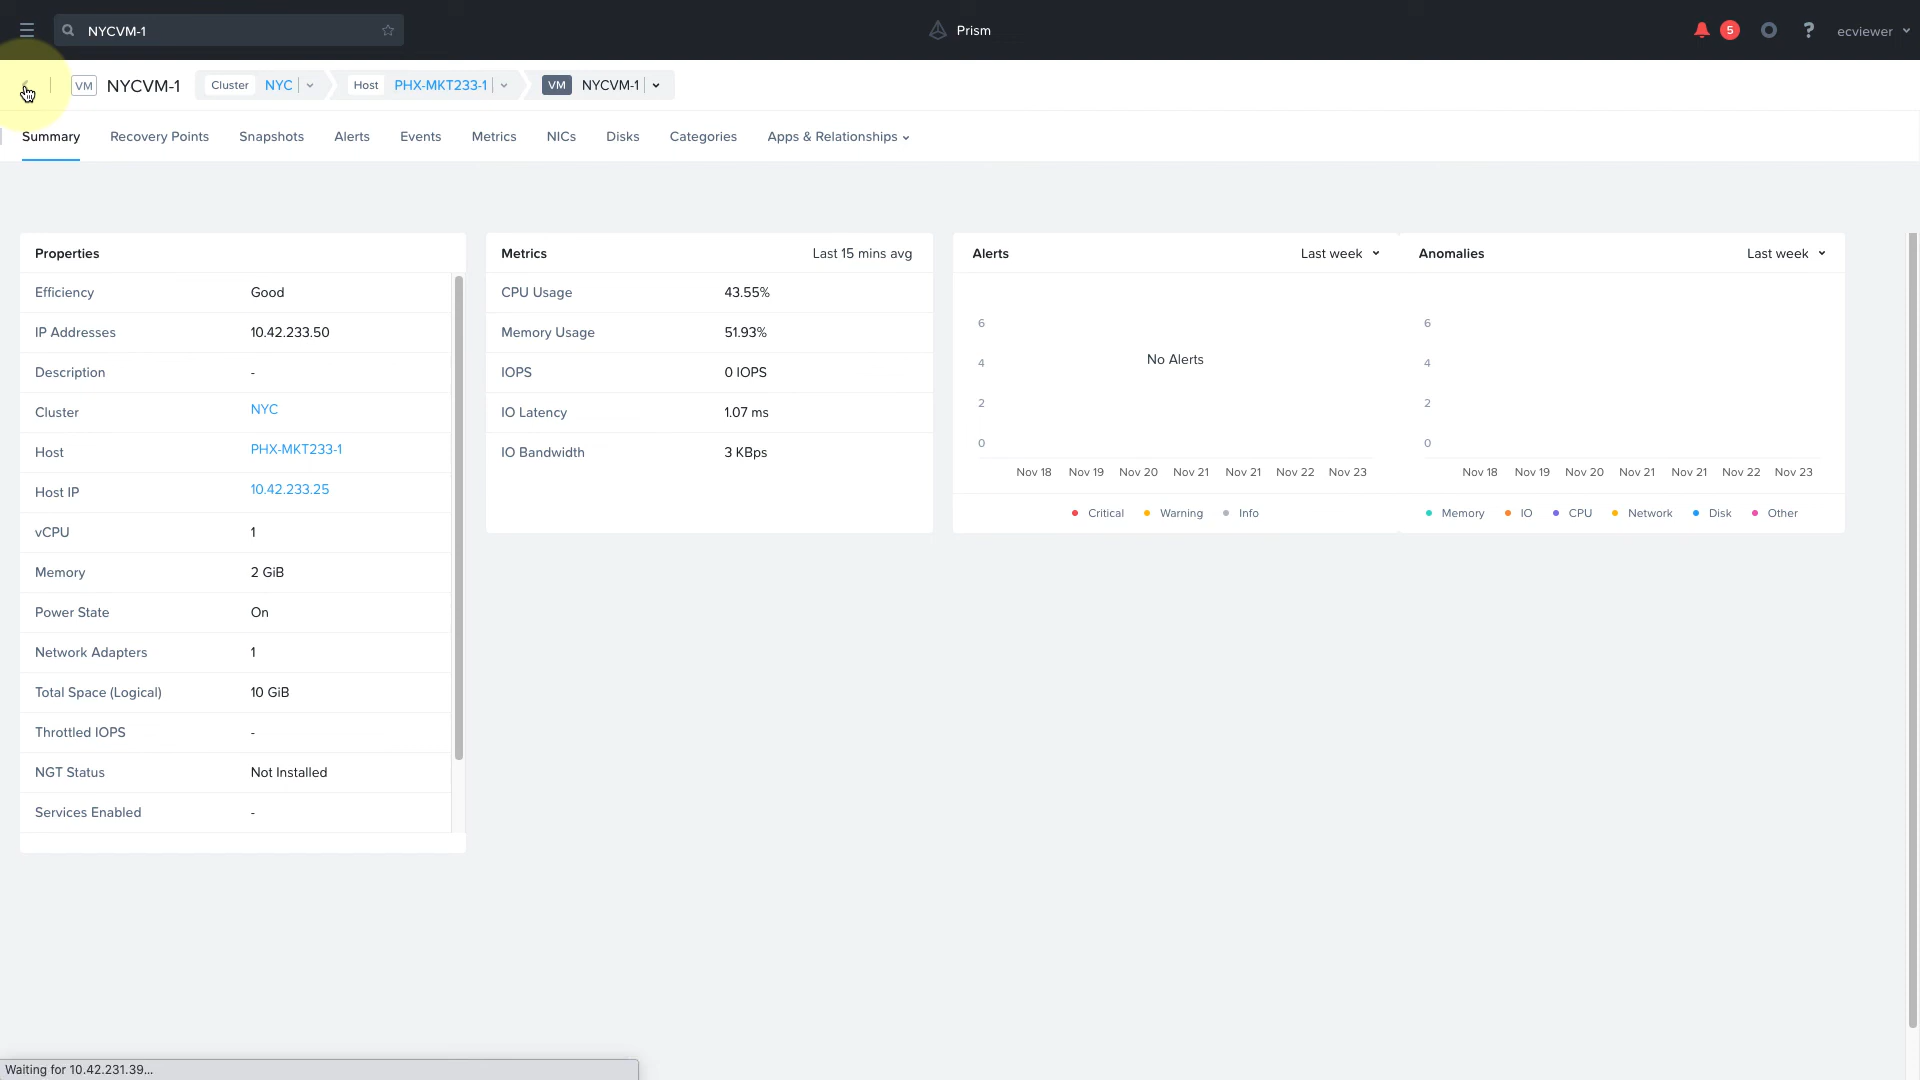 NYCVM-1
Prism
5
?
ecviewer
VM NYCVM-1 Cluster NYC Host PHX-MKT233-1 VM NYCVM-1
Summary Recovery Points Snapshots Alerts Events Metrics NICs Disks Categories Apps & Relationships
Properties
Efficiency Good
IP Addresses 10.42.233.50
Description -
Cluster NYC
Host PHX-MKT233-1
Host IP 10.42.233.25
vCPU 1
Memory 2 GiB
Power State On
Network Adapters 1
Total Space (Logical) 10 GiB
Throttled IOPS -
NGT Status Not Installed
Services Enabled -
Metrics Last 15 mins avg
CPU Usage 43.55%
Memory Usage 51.93%
IOPS 0 IOPS
IO Latency 1.07 ms
IO Bandwidth 3 KBps
Alerts Last week
6
4
2
0
No Alerts
Nov 18 Nov 19 Nov 20 Nov 21 Nov 21 Nov 22 Nov 23
Critical Warning Info
Anomalies Last week
6
4
2
0
Nov 18 Nov 19 Nov 20 Nov 21 Nov 21 Nov 22 Nov 23
Memory IO CPU Network Disk Other
Waiting for 10.42.231.39...